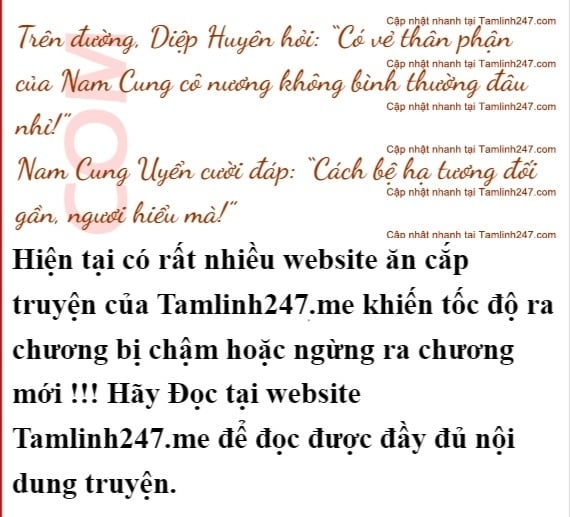 Cập nhật nhanh tại Tamlinh247.com
Trên đường, Diệp Huyên hỏi: “Có vẻ thân phận
Cập nhật nhanh tại Tamlinh247.com
của Nam Cung cô nương không bình thường đâu
Cập nhật nhanh tại Tamlinh247.com
nhỉ!”
Cập nhật nhanh tại Tamlinh247.com
Nam Cung Uyển cười đáp: “Cách bệ hạ tương đối
Cập nhật nhanh tại Tamlinh247.com
gần, ngươi hiểu mà!”
Cập nhật nhanh tại Tamlinh247.com
COM
Hiện tại có rất nhiều website ăn cắp
truyện của Tamlinh247.me khiến tốc độ ra
chương bị chậm hoặc ngừng ra chương
mới !!! Hãy Đọc tại website
Tamlinh247.me để đọc được đầy đủ nội
dung truyện.